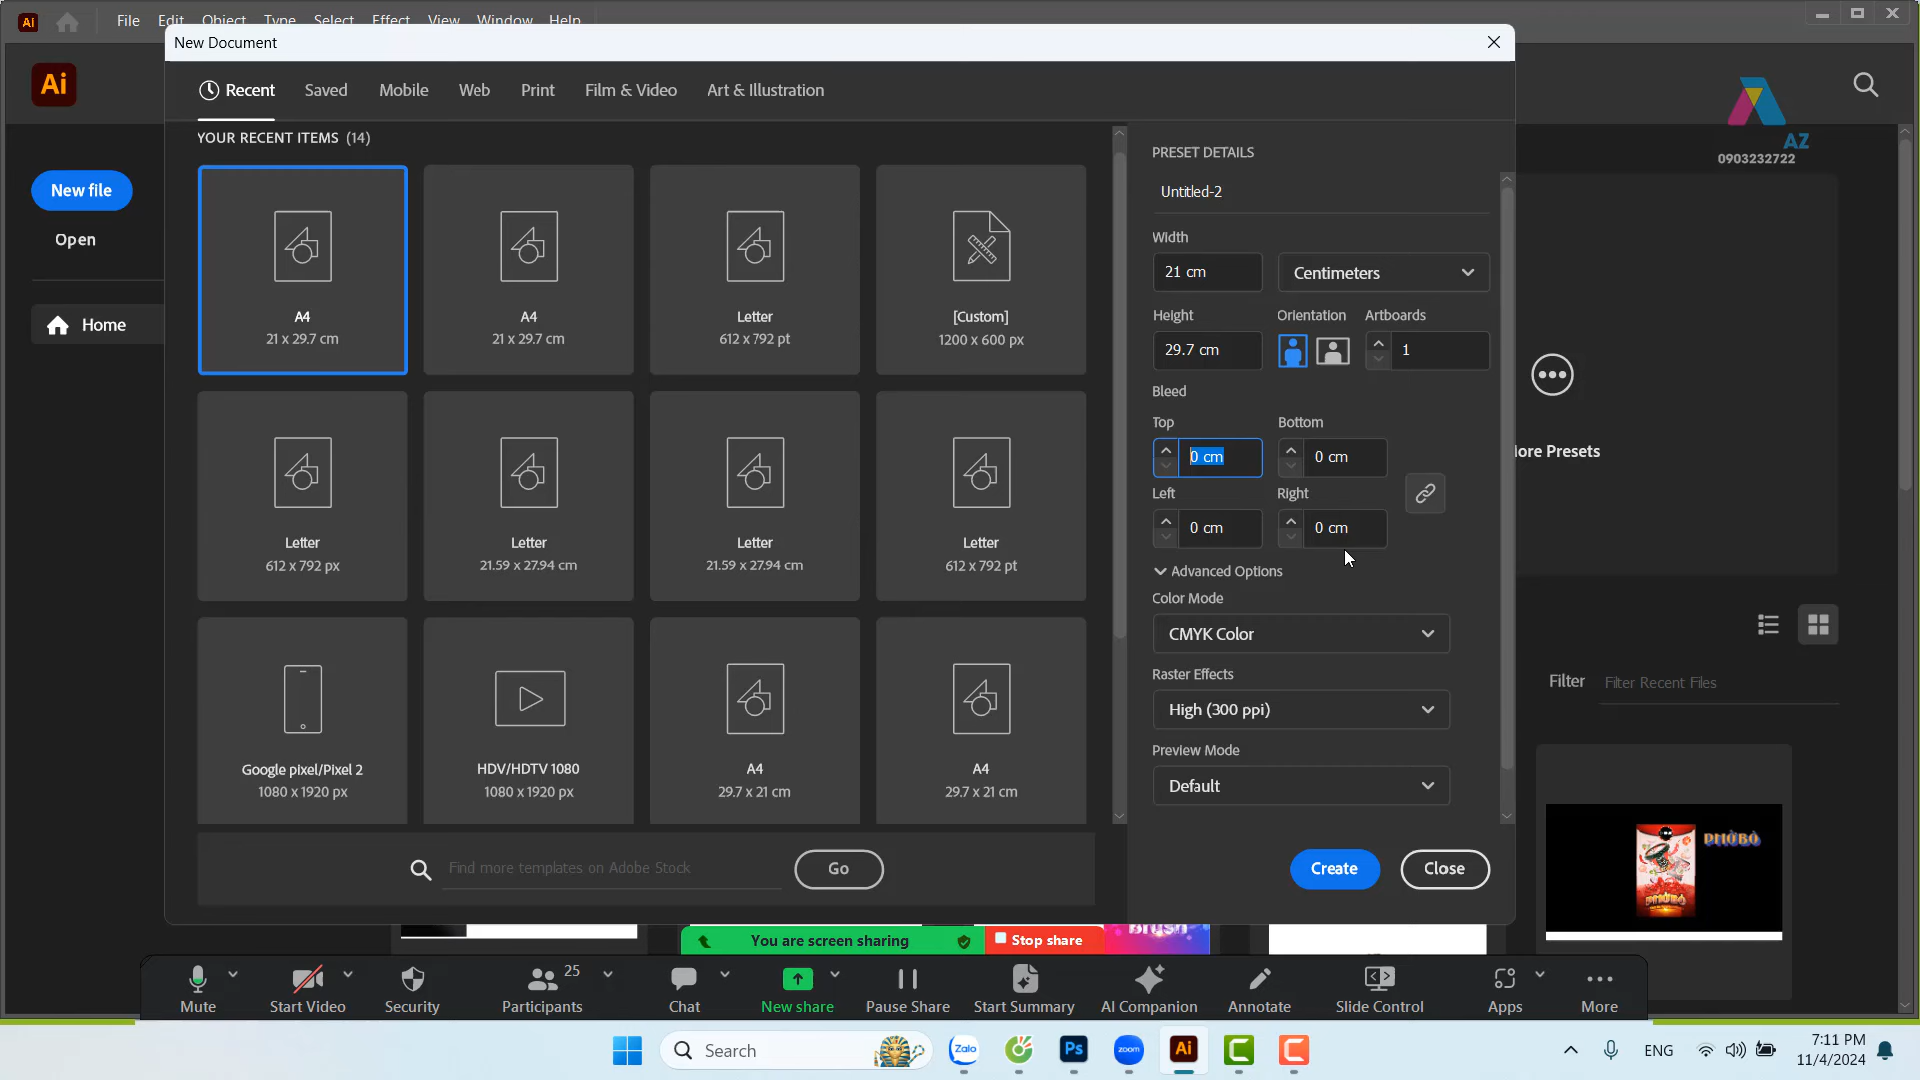 Ai
File Edit Object Type Select Effect View Window Help
New Document
Ai
Recent Saved Mobile Web Print Film & Video Art & Illustration
AZ
0903232722
YOUR RECENT ITEMS (14)
New file
Open
Home
A4
21 x 29.7 cm
A4
21 x 29.7 cm
Letter
612 x 792 pt
[Custom]
1200 x 600 px
Letter
612 x 792 px
Letter
21.59 x 27.94 cm
Letter
21.59 x 27.94 cm
Letter
612 x 792 pt
Google pixel/Pixel 2
1080 x 1920 px
HDV/HDTV 1080
1080 x 1920 px
A4
29.7 x 21 cm
A4
29.7 x 21 cm
Find more templates on Adobe Stock
Go
PRESET DETAILS
Untitled-2
Width
21 cm
Centimeters
Height
Orientation
Artboards
29.7 cm
1
Bleed
Top
Bottom
0 cm
0 cm
Left
Right
0 cm
0 cm
Advanced Options
Color Mode
CMYK Color
Raster Effects
High (300 ppi)
Preview Mode
Default
Create
Close
Presets
Filter
Filter Recent Files
PHỞ BÒ
PHỞ BÒ
You are screen sharing
Stop share
Mute
Start Video
Security
25
Participants
Chat
New share
Pause Share
Start Summary
AI Companion
Annotate
Slide Control
Apps
More
Search
Zalo
Ps
zoom
Ai
ENG
7:11 PM
11/4/2024